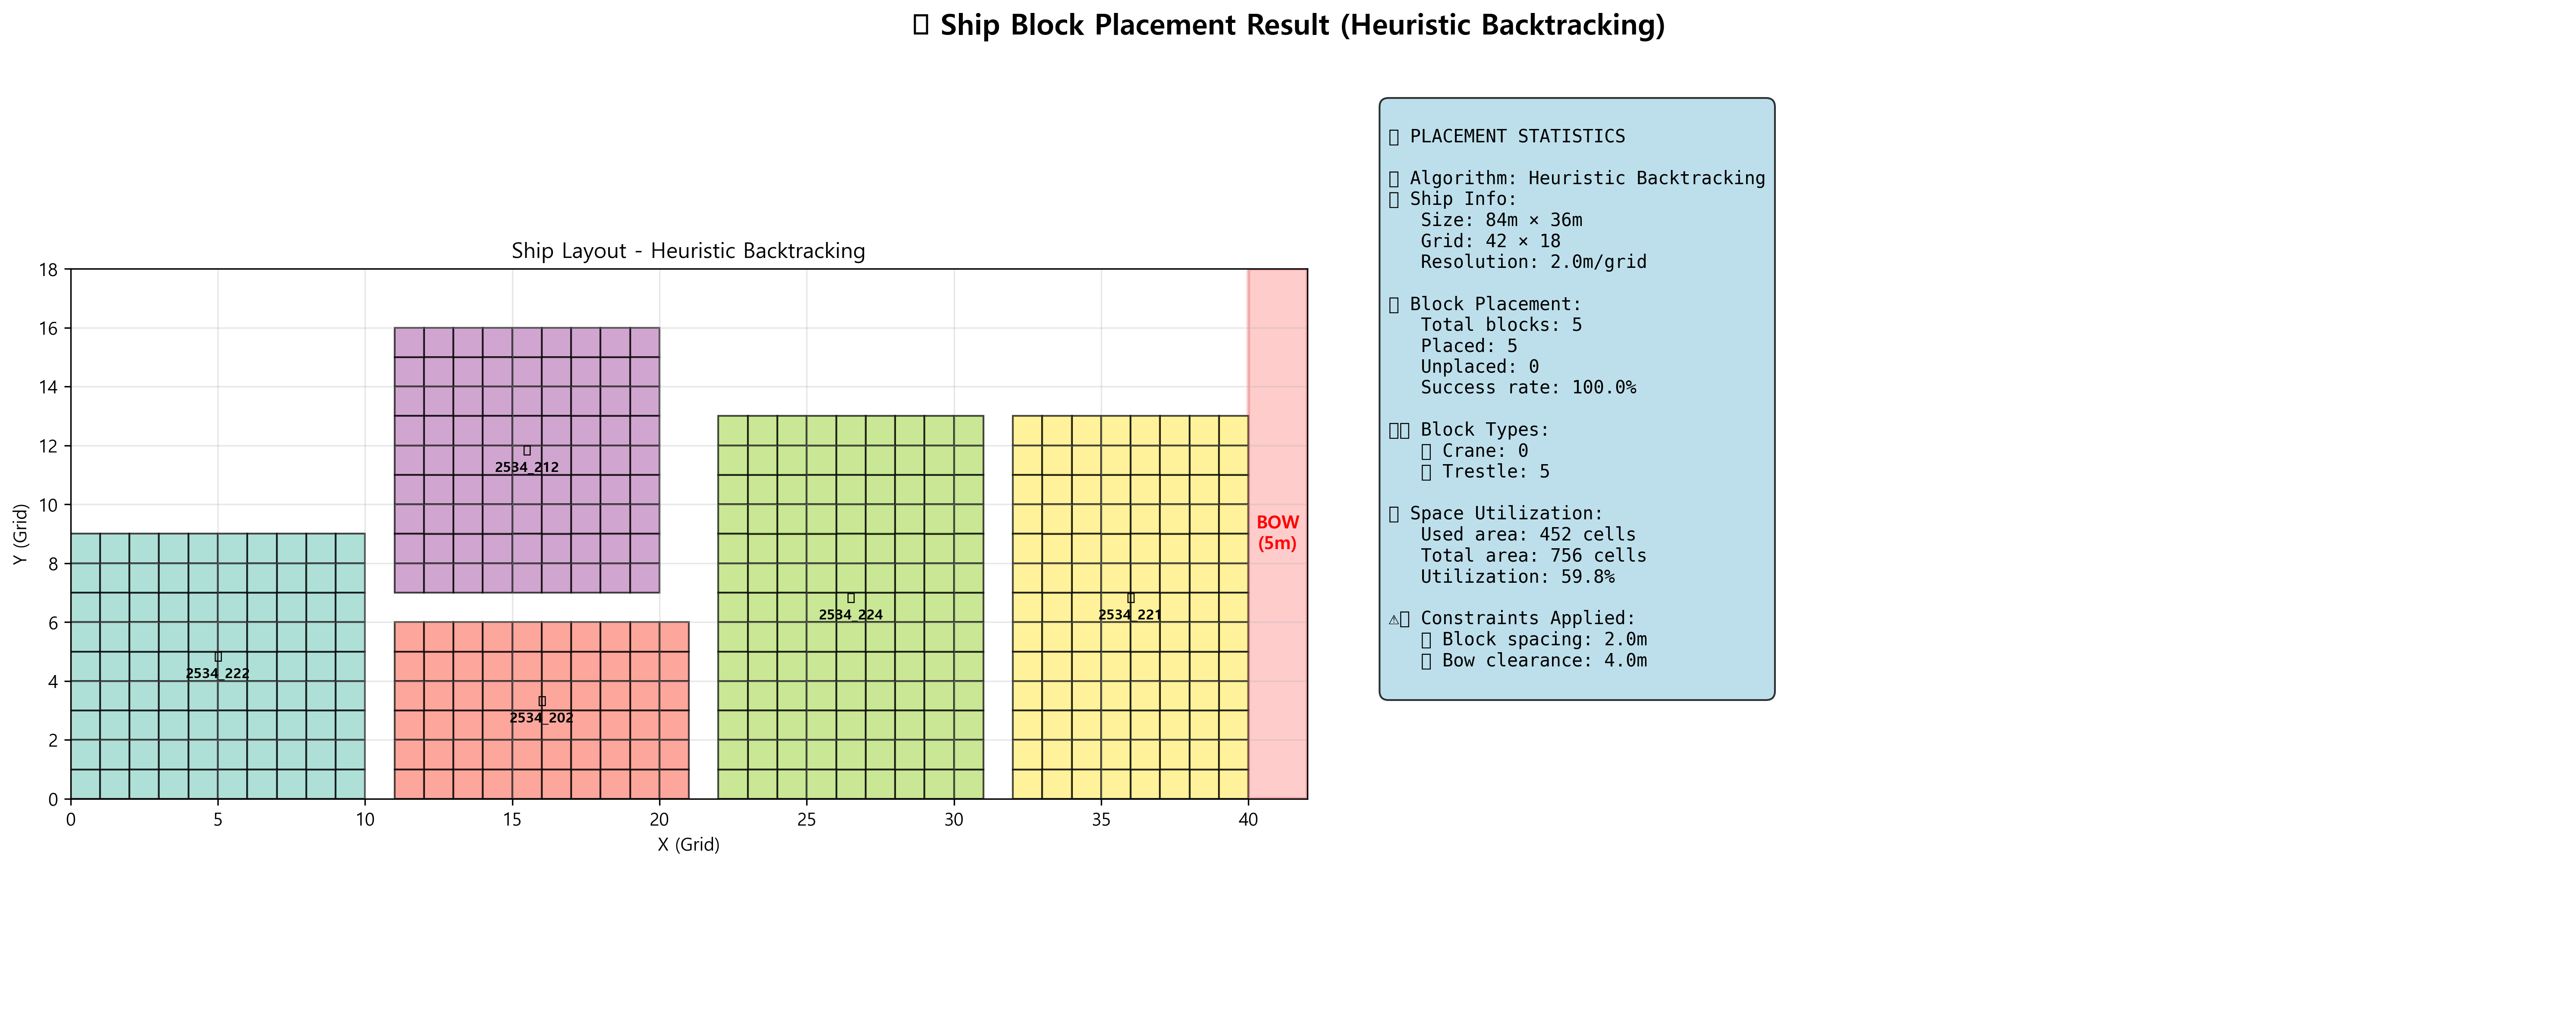 Ship Block Placement Result (Heuristic Backtracking)
Ship Layout - Heuristic Backtracking
18
16
14
12
10
8
6
4
2
0
Y (Grid)
2534_212
2534_222
2534_202
2534_224
2534_221
BOW
(5m)
0 5 10 15 20 25 30 35 40
X (Grid)
PLACEMENT STATISTICS
Algorithm: Heuristic Backtracking
Ship Info:
Size: 84m × 36m
Grid: 42 × 18
Resolution: 2.0m/grid
Block Placement:
Total blocks: 5
Placed: 5
Unplaced: 0
Success rate: 100.0%
Block Types:
Crane: 0
Trestle: 5
Space Utilization:
Used area: 452 cells
Total area: 756 cells
Utilization: 59.8%
⚠ Constraints Applied:
Block spacing: 2.0m
Bow clearance: 4.0m